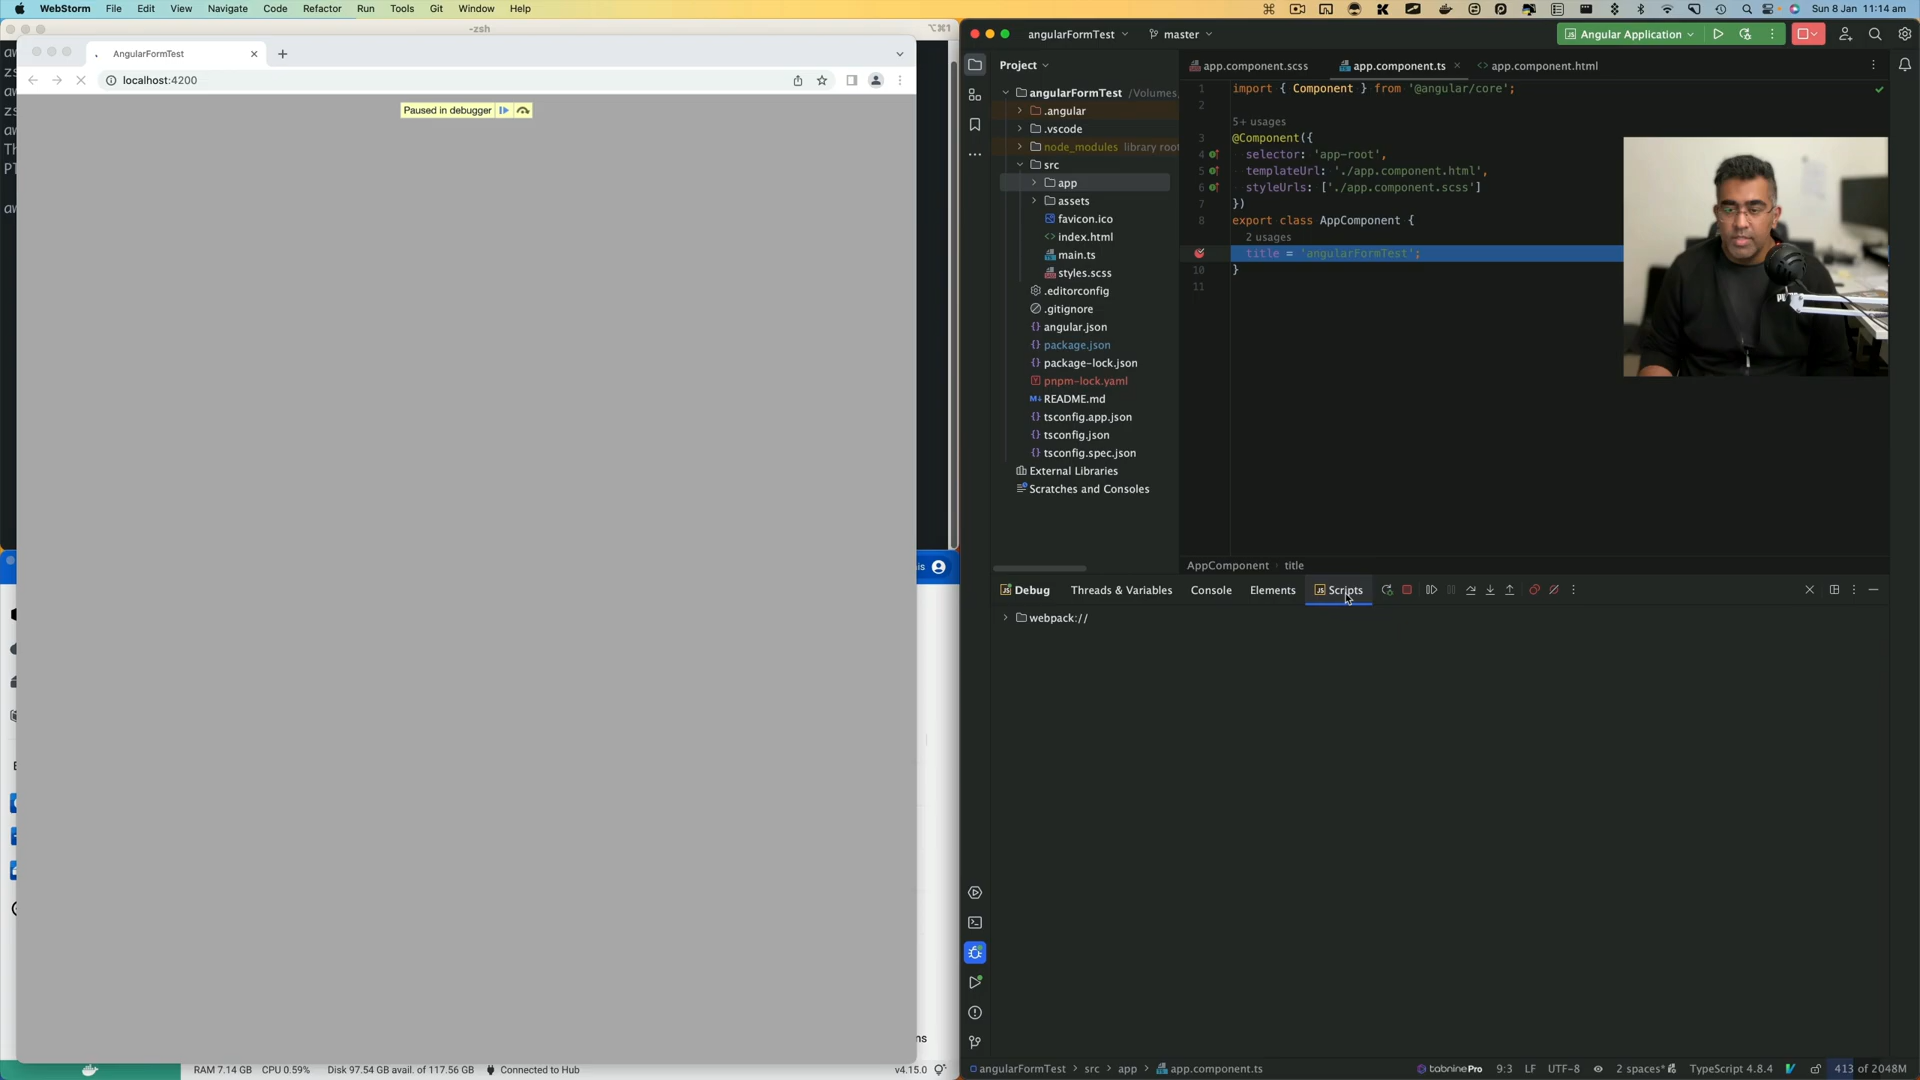 WebStorm File Edit View Navigate Code Refactor Run Tools Git Window Help
Sun 8 Jan 11:14 am
-zsh
⌥⌘1
AngularFormTest
localhost:4200
Paused in debugger
RAM 7.14 GB CPU 0.59% Disk 97.54 GB avail. of 117.56 GB Connected to Hub
v4.15.0
angularFormTest
master
Angular Application
Project
angularFormTest /Volumes
.angular
.vscode
node_modules library root
src
app
assets
favicon.ico
index.html
main.ts
styles.scss
.editorconfig
.gitignore
angular.json
package.json
package-lock.json
pnpm-lock.yaml
README.md
tsconfig.app.json
tsconfig.json
tsconfig.spec.json
External Libraries
Scratches and Consoles
app.component.scss app.component.ts app.component.html
1 import { Component } from '@angular/core';
2
5+ usages
3 @Component({
4 selector: 'app-root',
5 templateUrl: './app.component.html',
6 styleUrls: ['./app.component.scss']
7 })
8 export class AppComponent {
2 usages
title = 'angularFormTest';
10 }
11
AppComponent › title
Debug Threads & Variables Console Elements Scripts
webpack://
angularFormTest › src › app › app.component.ts
tabninePro 9:3 LF UTF-8 2 spaces* TypeScript 4.8.4 413 of 2048M